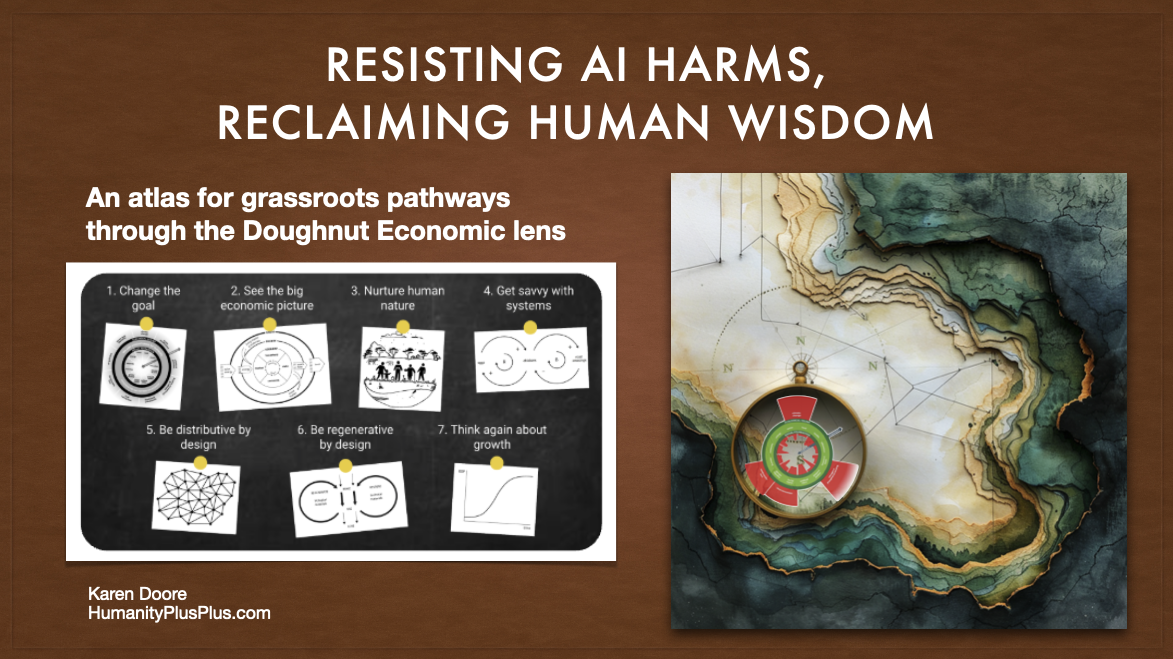 RESISTING AI HARMS,
RECLAIMING HUMAN WISDOM
An atlas for grassroots pathways
through the Doughnut Economic lens
1. Change the
goal
2. See the big
economic picture
3. Nurture human
nature
4. Get savvy with
systems
5. Be distributive by
design
6. Be regenerative
by design
7. Think again about
growth
N
N
N
Karen Doore
HumanityPlusPlus.com